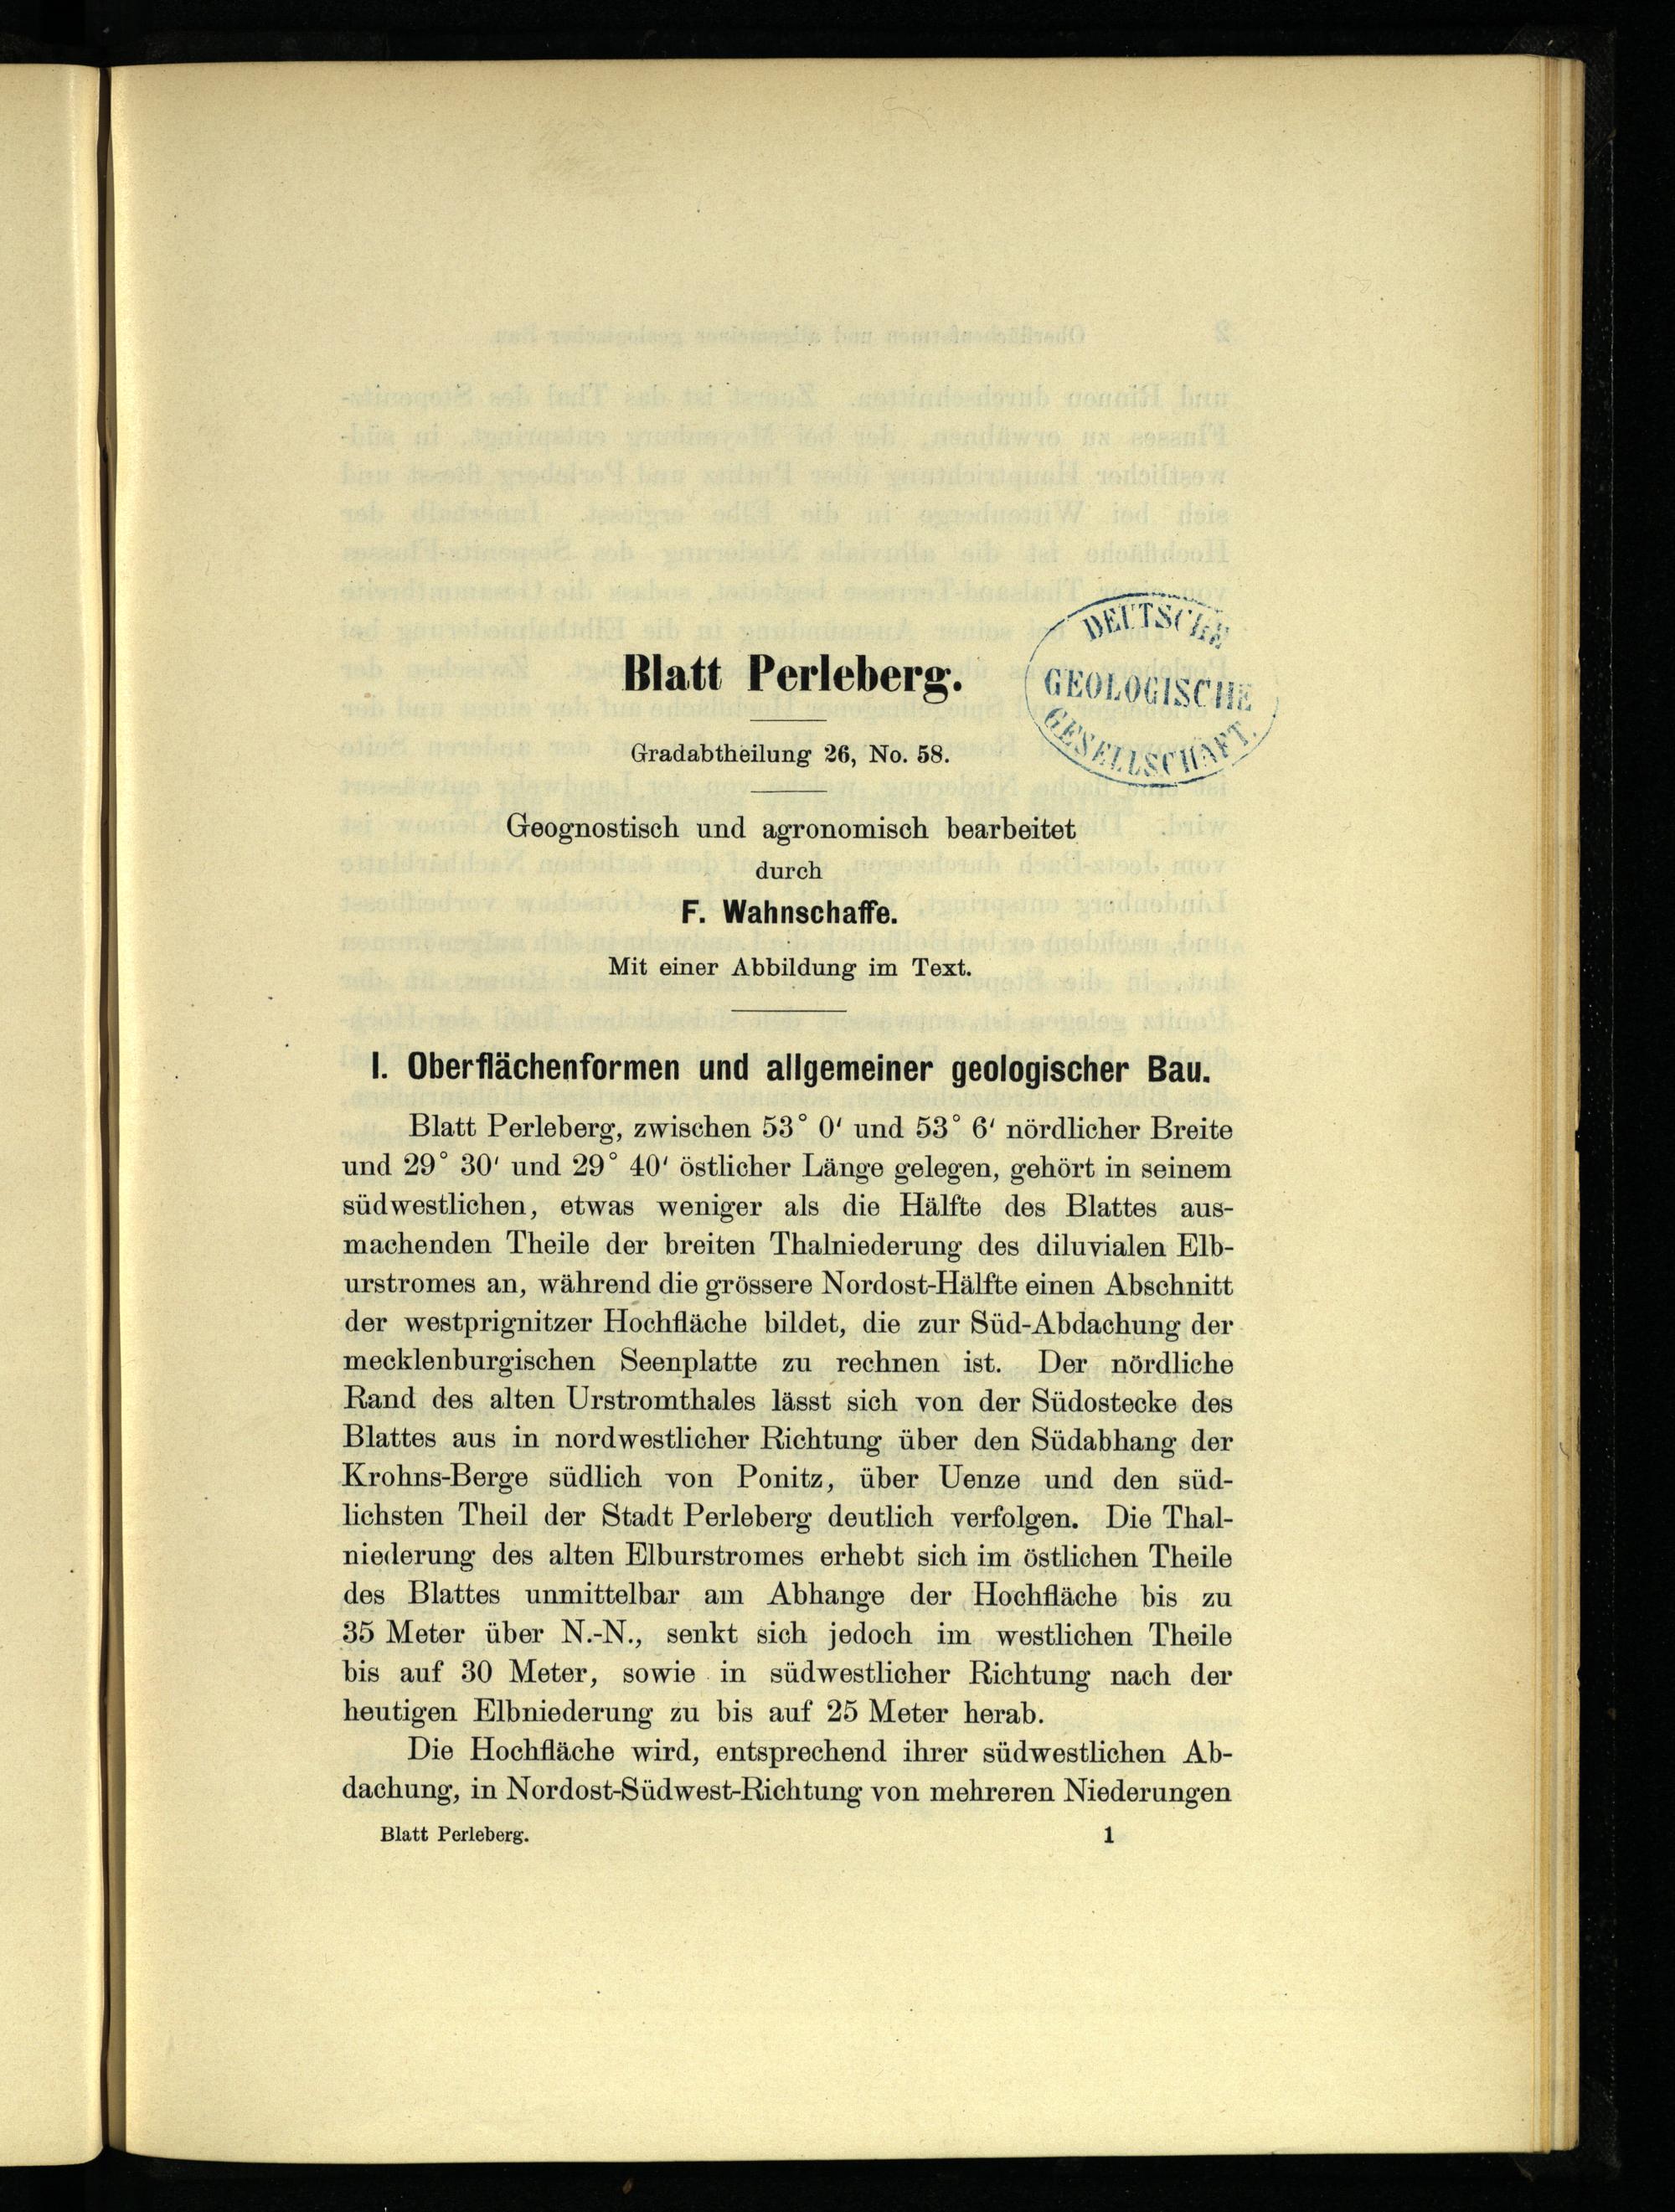 Blatt Perleberg.
DEUTSCHE
GEOLOGISCHE
GESELLSCHAFT.
Gradabtheilung 26, No. 58.
Geognostisch und agronomisch bearbeitet
durch
F. Wahnschaffe.
Mit einer Abbildung im Text.
I. Oberflächenformen und allgemeiner geologischer Bau.
Blatt Perleberg, zwischen 53° 0' und 53° 6' nördlicher Breite
und 29° 30' und 29° 40' östlicher Länge gelegen, gehört in seinem
südwestlichen, etwas weniger als die Hälfte des Blattes aus-
machenden Theile der breiten Thalniederung des diluvialen Elb-
urstromes an, während die grössere Nordost-Hälfte einen Abschnitt
der westprignitzer Hochfläche bildet, die zur Süd-Abdachung der
mecklenburgischen Seenplatte zu rechnen ist. Der nördliche
Rand des alten Urstromthales lässt sich von der Südostecke des
Blattes aus in nordwestlicher Richtung über den Südabhang der
Krohns-Berge südlich von Ponitz, über Uenze und den süd-
lichsten Theil der Stadt Perleberg deutlich verfolgen. Die Thal-
niederung des alten Elburstromes erhebt sich im östlichen Theile
des Blattes unmittelbar am Abhange der Hochfläche bis zu
35 Meter über N.-N., senkt sich jedoch im westlichen Theile
bis auf 30 Meter, sowie in südwestlicher Richtung nach der
heutigen Elbniederung zu bis auf 25 Meter herab.
Die Hochfläche wird, entsprechend ihrer südwestlichen Ab-
dachung, in Nordost-Südwest-Richtung von mehreren Niederungen
Blatt Perleberg. 1